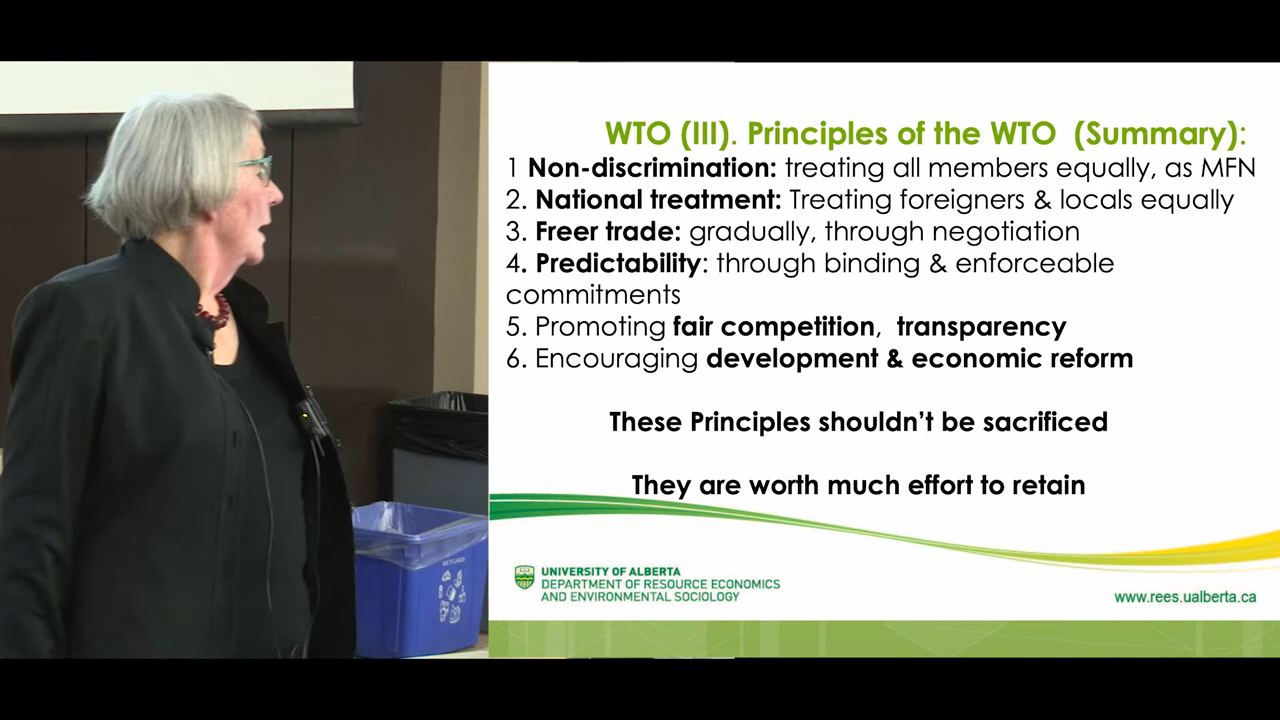 WTO (III). Principles of the WTO (Summary):
1 Non-discrimination: treating all members equally, as MFN
2. National treatment: Treating foreigners & locals equally
3. Freer trade: gradually, through negotiation
4. Predictability: through binding & enforceable
commitments
5. Promoting fair competition, transparency
6. Encouraging development & economic reform
These Principles shouldn't be sacrificed
They are worth much effort to retain
UNIVERSITY OF ALBERTA
DEPARTMENT OF RESOURCE ECONOMICS
AND ENVIRONMENTAL SOCIOLOGY
www.rees.ualberta.ca